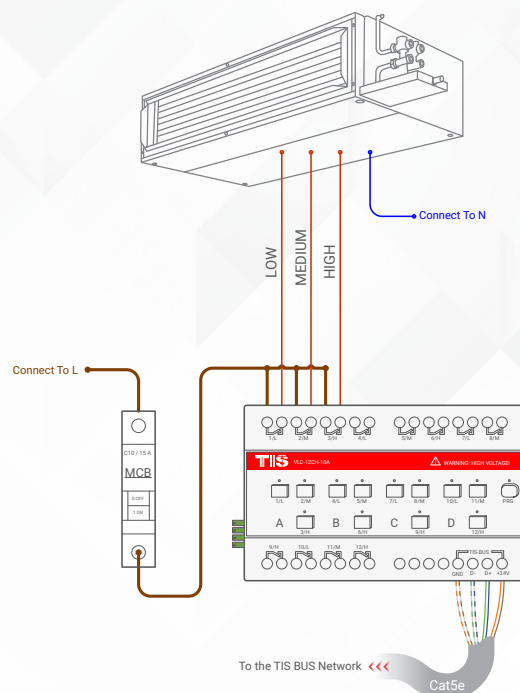 Connect To N
LOW
MEDIUM
HIGH
Connect To L
C10 / 15 A
MCB
0.OFF
1.ON
1/L 2/M 3/H 4/L 5/M 6/H 7/L 8/M
TIS VLC-12CH-10A WARNING! HIGH VOLTAGE!
1/L 2/M 4/L 5/M 7/L 8/M 10/L 11/M PRG
A B C D
3/H 6/H 9/H 12/H
9/H 10/L 11/M 12/H TIS-BUS
GND D- D+ +24V
To the TIS BUS Network
Cat5e